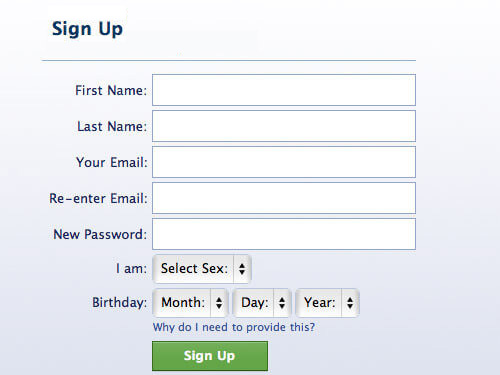 Sign Up
First Name:
Last Name:
Your Email:
Re-enter Email:
New Password:
I am: Select Sex:
Birthday: Month: Day: Year:
Why do I need to provide this?
Sign Up